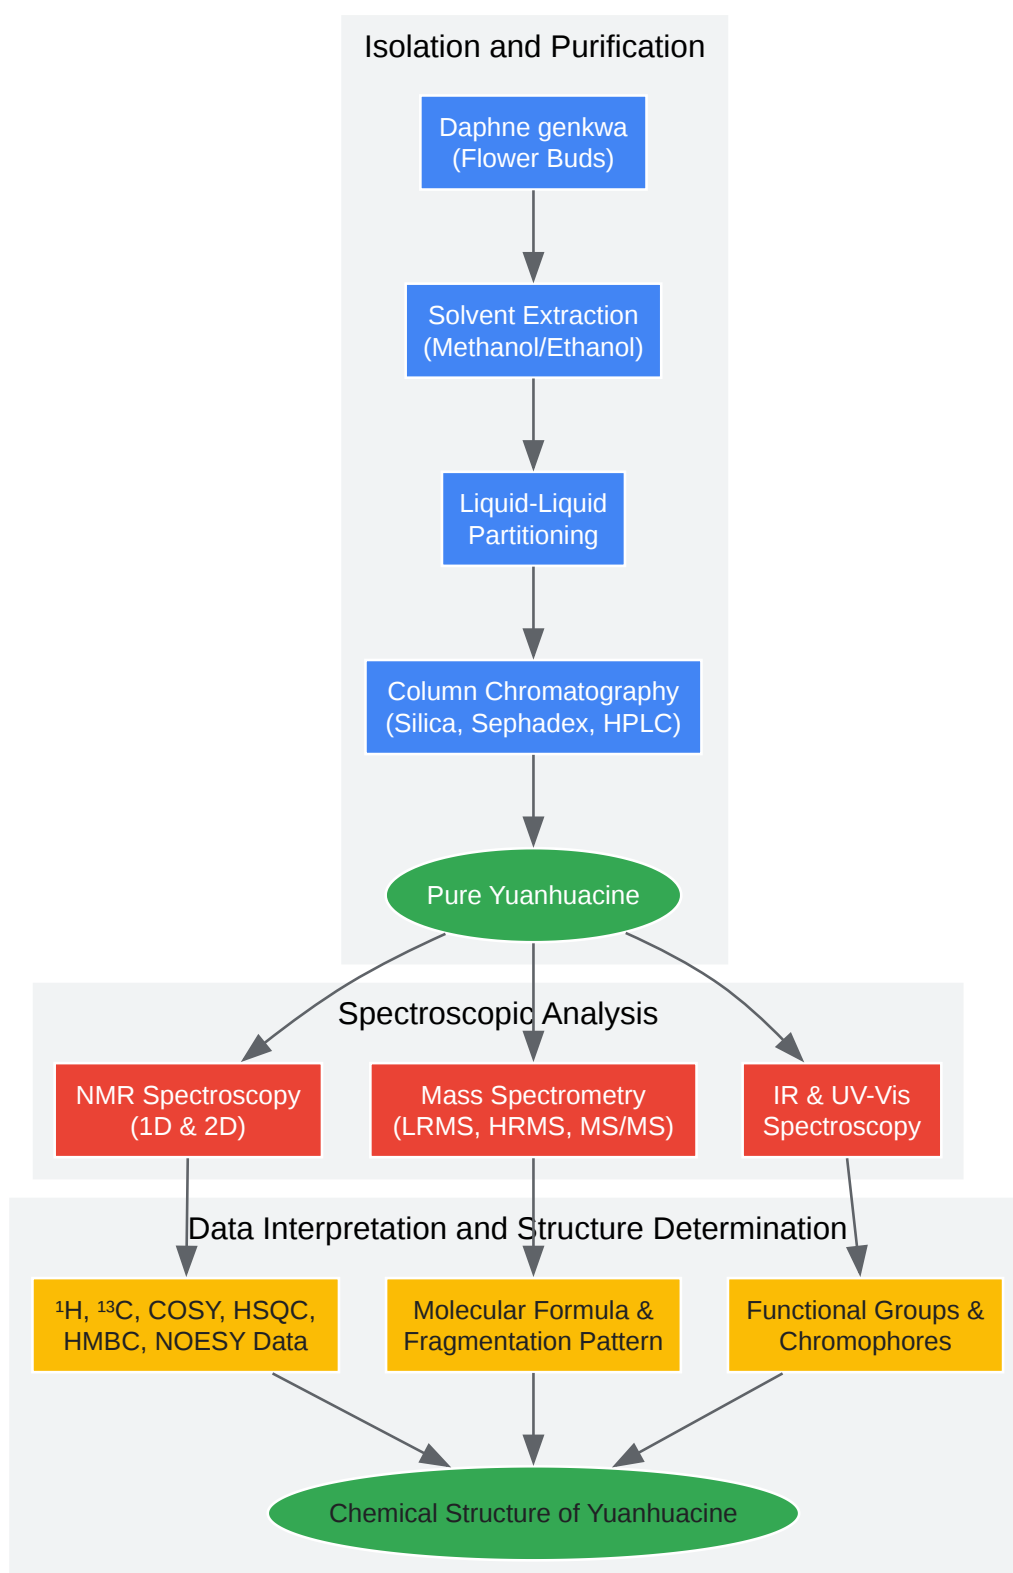 Isolation and Purification
Daphne genkwa
(Flower Buds)
Solvent Extraction
(Methanol/Ethanol)
Liquid-Liquid
Partitioning
Column Chromatography
(Silica, Sephadex, HPLC)
Pure Yuanhuacine
Spectroscopic Analysis
NMR Spectroscopy
(1D & 2D)
Mass Spectrometry
(LRMS, HRMS, MS/MS)
IR & UV-Vis
Spectroscopy
Data Interpretation and Structure Determination
¹H, ¹³C, COSY, HSQC,
HMBC, NOESY Data
Molecular Formula &
Fragmentation Pattern
Functional Groups &
Chromophores
Chemical Structure of Yuanhuacine